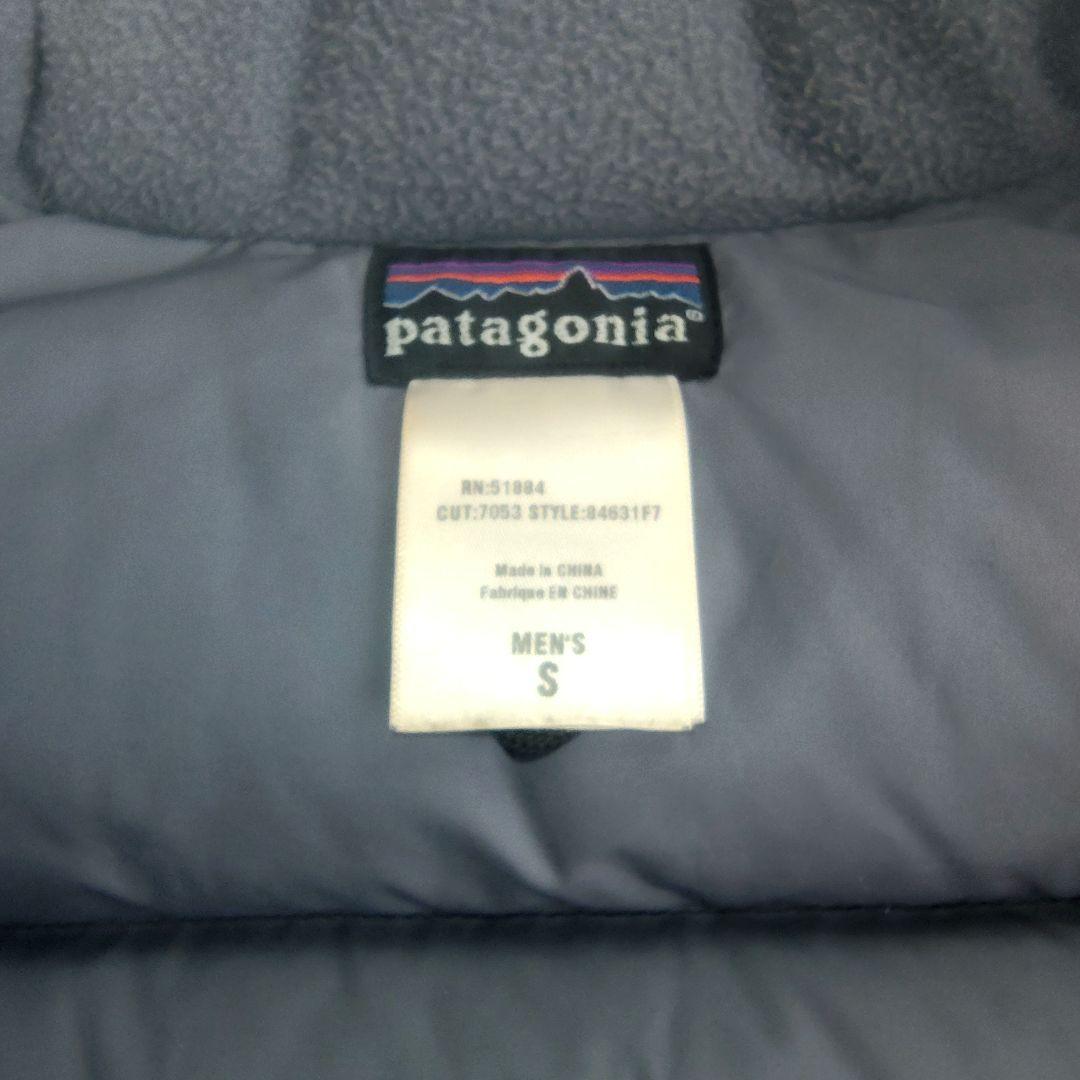 patagonia®
RN:51884
CUT:7053 STYLE:84631F7
Made in CHINA
Fabrique EN CHINE
MEN'S
S